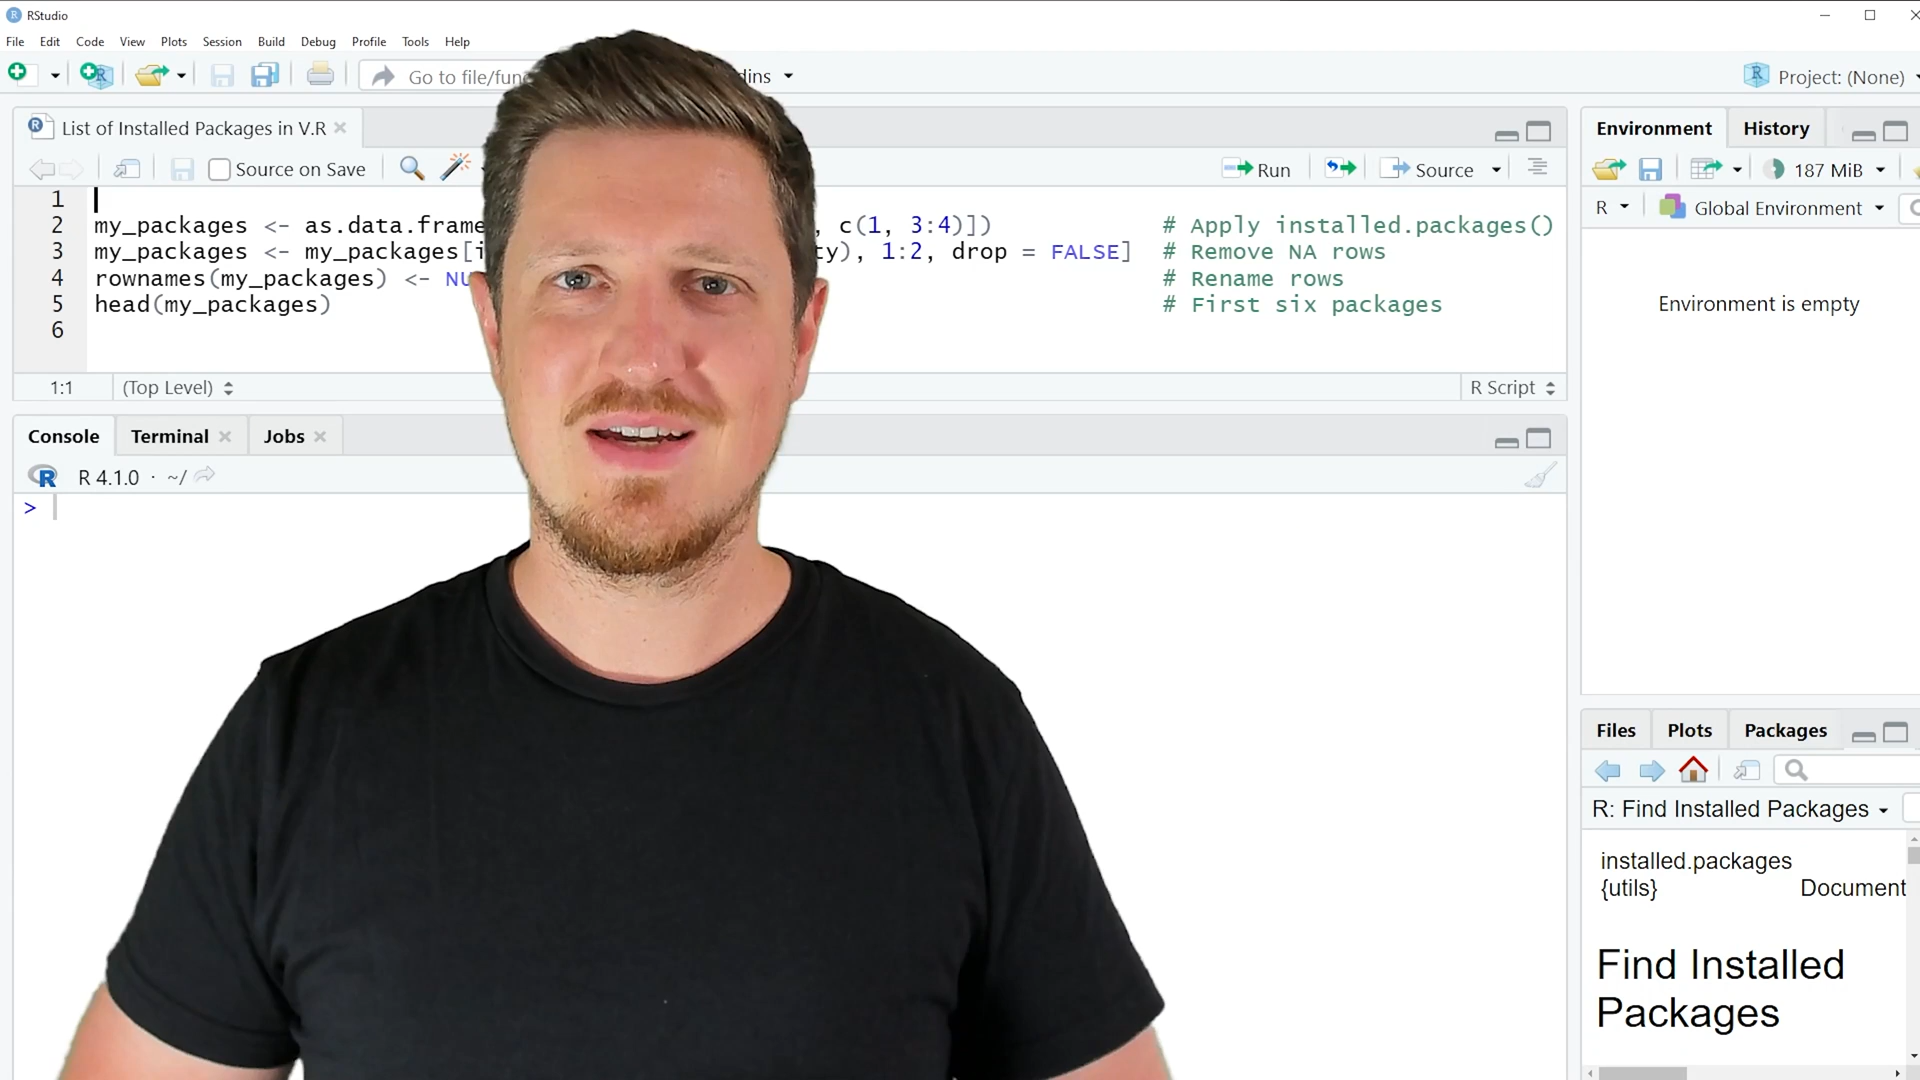 RStudio
File Edit Code View Plots Session Build Debug Profile Tools Help
Go to file/fun
dins
Project: (None)
List of Installed Packages in V.R
Source on Save
Run
Source
1
2 my_packages <- as.data.frame , c(1, 3:4)]) # Apply installed.packages()
3 my_packages <- my_packages[i ty), 1:2, drop = FALSE] # Remove NA rows
4 rownames(my_packages) <- NU # Rename rows
5 head(my_packages) # First six packages
6
1:1 (Top Level) R Script
Console Terminal Jobs
R 4.1.0 · ~/
>
Environment History
187 MiB
R Global Environment
Environment is empty
Files Plots Packages
R: Find Installed Packages
installed.packages
{utils} Document
Find Installed
Packages